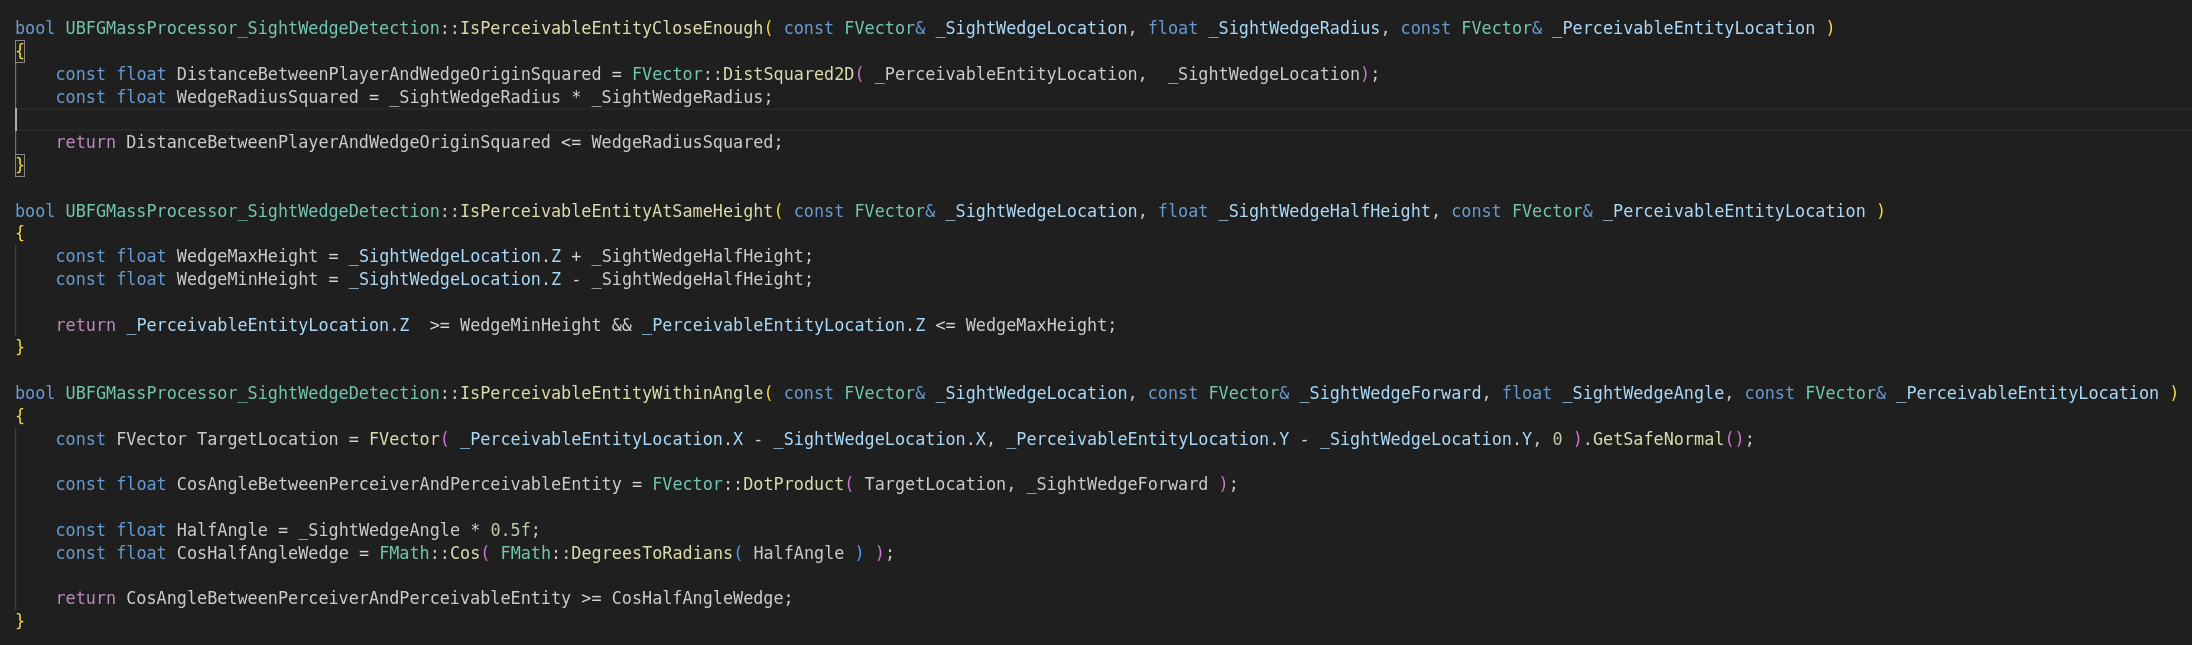 bool UBFGMassProcessor_SightWedgeDetection::IsPerceivableEntityCloseEnough( const FVector& _SightWedgeLocation, float _SightWedgeRadius, const FVector& _PerceivableEntityLocation )
{
    const float DistanceBetweenPlayerAndWedgeOriginSquared = FVector::DistSquared2D( _PerceivableEntityLocation,  _SightWedgeLocation);
    const float WedgeRadiusSquared = _SightWedgeRadius * _SightWedgeRadius;

    return DistanceBetweenPlayerAndWedgeOriginSquared <= WedgeRadiusSquared;
}

bool UBFGMassProcessor_SightWedgeDetection::IsPerceivableEntityAtSameHeight( const FVector& _SightWedgeLocation, float _SightWedgeHalfHeight, const FVector& _PerceivableEntityLocation )
{
    const float WedgeMaxHeight = _SightWedgeLocation.Z + _SightWedgeHalfHeight;
    const float WedgeMinHeight = _SightWedgeLocation.Z - _SightWedgeHalfHeight;

    return _PerceivableEntityLocation.Z  >= WedgeMinHeight && _PerceivableEntityLocation.Z <= WedgeMaxHeight;
}

bool UBFGMassProcessor_SightWedgeDetection::IsPerceivableEntityWithinAngle( const FVector& _SightWedgeLocation, const FVector& _SightWedgeForward, float _SightWedgeAngle, const FVector& _PerceivableEntityLocation )
{
    const FVector TargetLocation = FVector( _PerceivableEntityLocation.X - _SightWedgeLocation.X, _PerceivableEntityLocation.Y - _SightWedgeLocation.Y, 0 ).GetSafeNormal();

    const float CosAngleBetweenPerceiverAndPerceivableEntity = FVector::DotProduct( TargetLocation, _SightWedgeForward );

    const float HalfAngle = _SightWedgeAngle * 0.5f;
    const float CosHalfAngleWedge = FMath::Cos( FMath::DegreesToRadians( HalfAngle ) );

    return CosAngleBetweenPerceiverAndPerceivableEntity >= CosHalfAngleWedge;
}